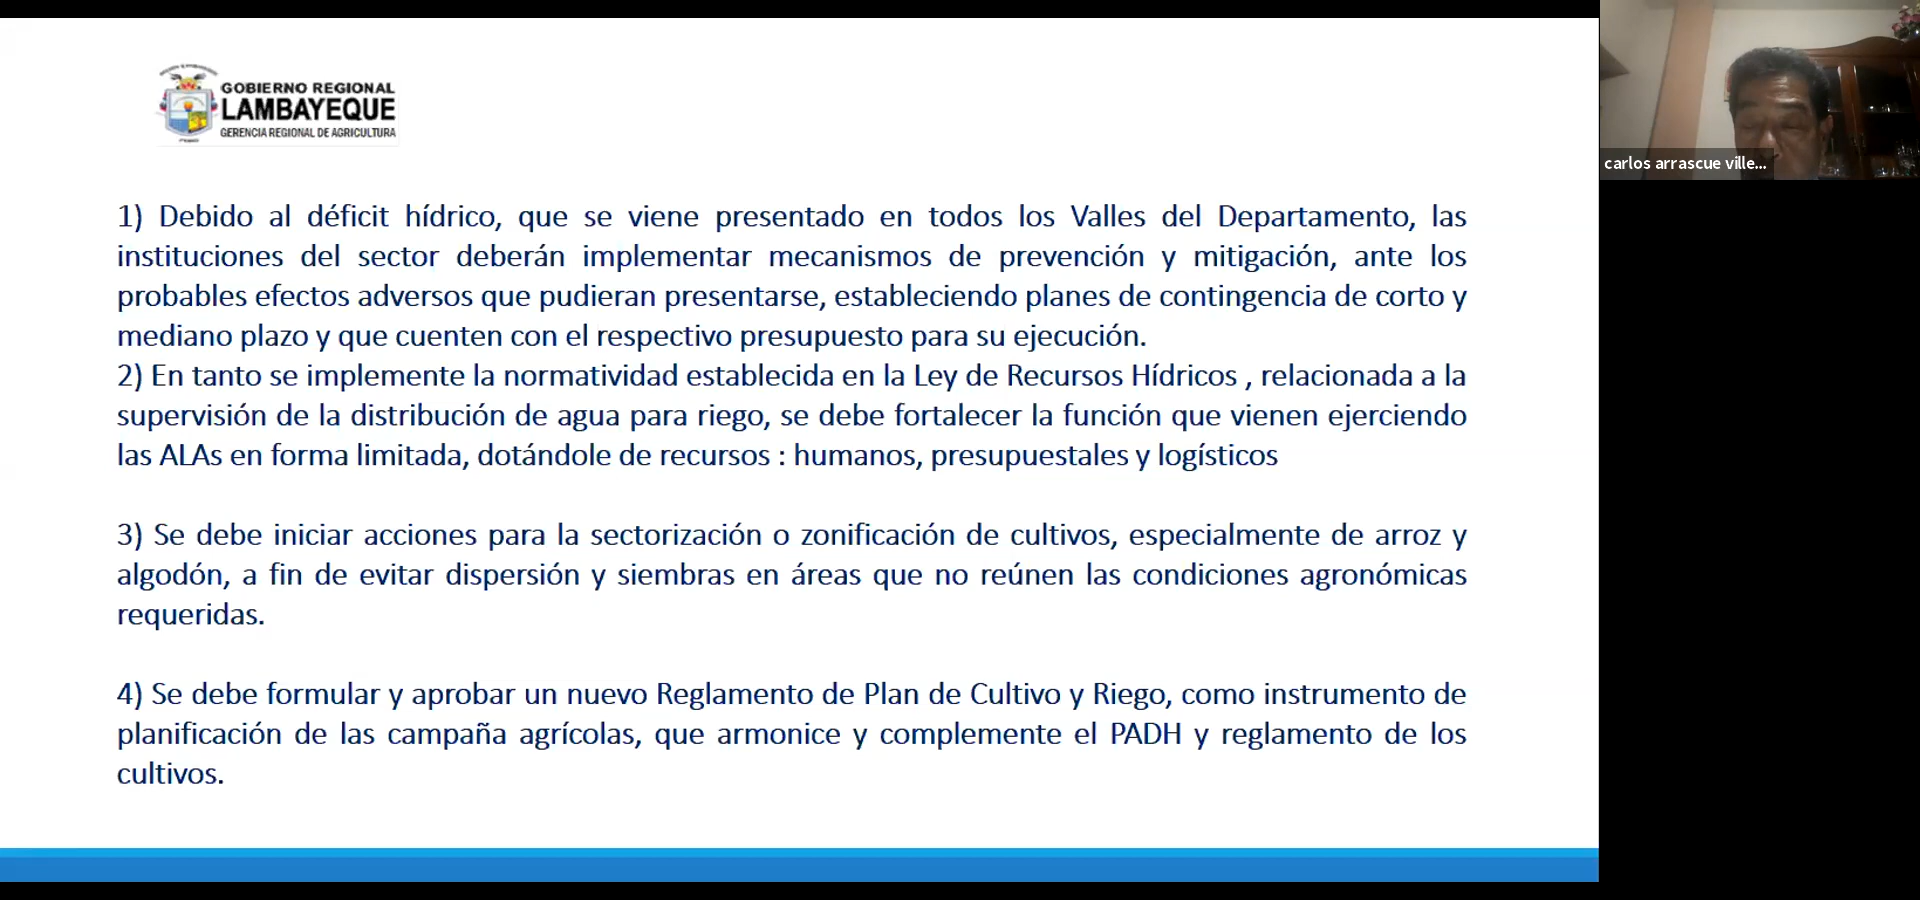 GOBIERNO REGIONAL
LAMBAYEQUE
GERENCIA REGIONAL DE AGRICULTURA
carlos arrascue ville...
1) Debido al déficit hídrico, que se viene presentado en todos los Valles del Departamento, las
instituciones del sector deberán implementar mecanismos de prevención y mitigación, ante los
probables efectos adversos que pudieran presentarse, estableciendo planes de contingencia de corto y
mediano plazo y que cuenten con el respectivo presupuesto para su ejecución.
2) En tanto se implemente la normatividad establecida en la Ley de Recursos Hídricos , relacionada a la
supervisión de la distribución de agua para riego, se debe fortalecer la función que vienen ejerciendo
las ALAs en forma limitada, dotándole de recursos : humanos, presupuestales y logísticos
3) Se debe iniciar acciones para la sectorización o zonificación de cultivos, especialmente de arroz y
algodón, a fin de evitar dispersión y siembras en áreas que no reúnen las condiciones agronómicas
requeridas.
4) Se debe formular y aprobar un nuevo Reglamento de Plan de Cultivo y Riego, como instrumento de
planificación de las campaña agrícolas, que armonice y complemente el PADH y reglamento de los
cultivos.